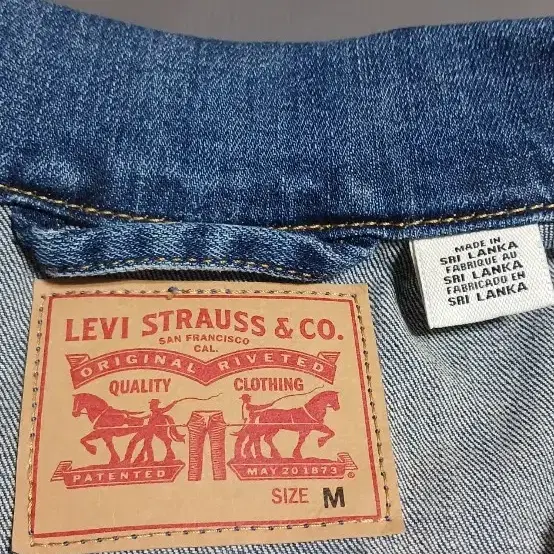 MADE IN
SRI LANKA
FABRIQUE AU
SRI LANKA
FABRICADO EN
SRI LANKA
LEVI STRAUSS & CO.
SAN FRANCISCO
CAL.
ORIGINAL RIVETED
QUALITY CLOTHING
PATENTED MAY 20 1873 ®
SIZE M